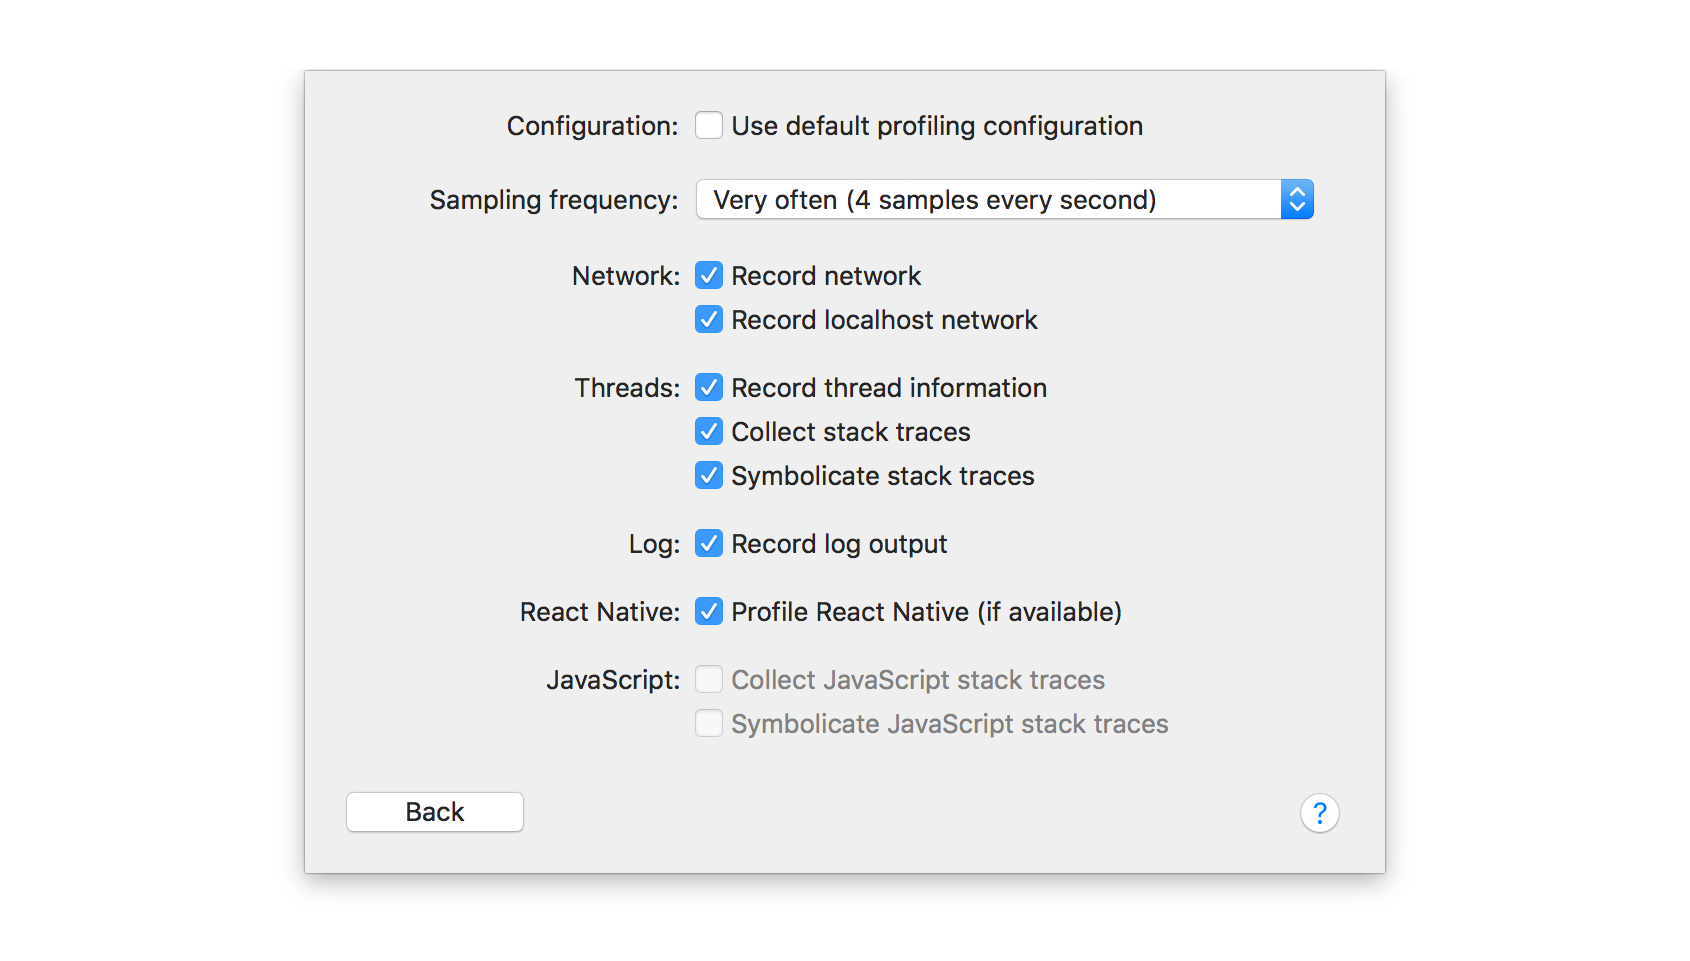 Configuration: Use default profiling configuration
Sampling frequency: Very often (4 samples every second)
Network: Record network
Record localhost network
Threads: Record thread information
Collect stack traces
Symbolicate stack traces
Log: Record log output
React Native: Profile React Native (if available)
JavaScript: Collect JavaScript stack traces
Symbolicate JavaScript stack traces
Back ?